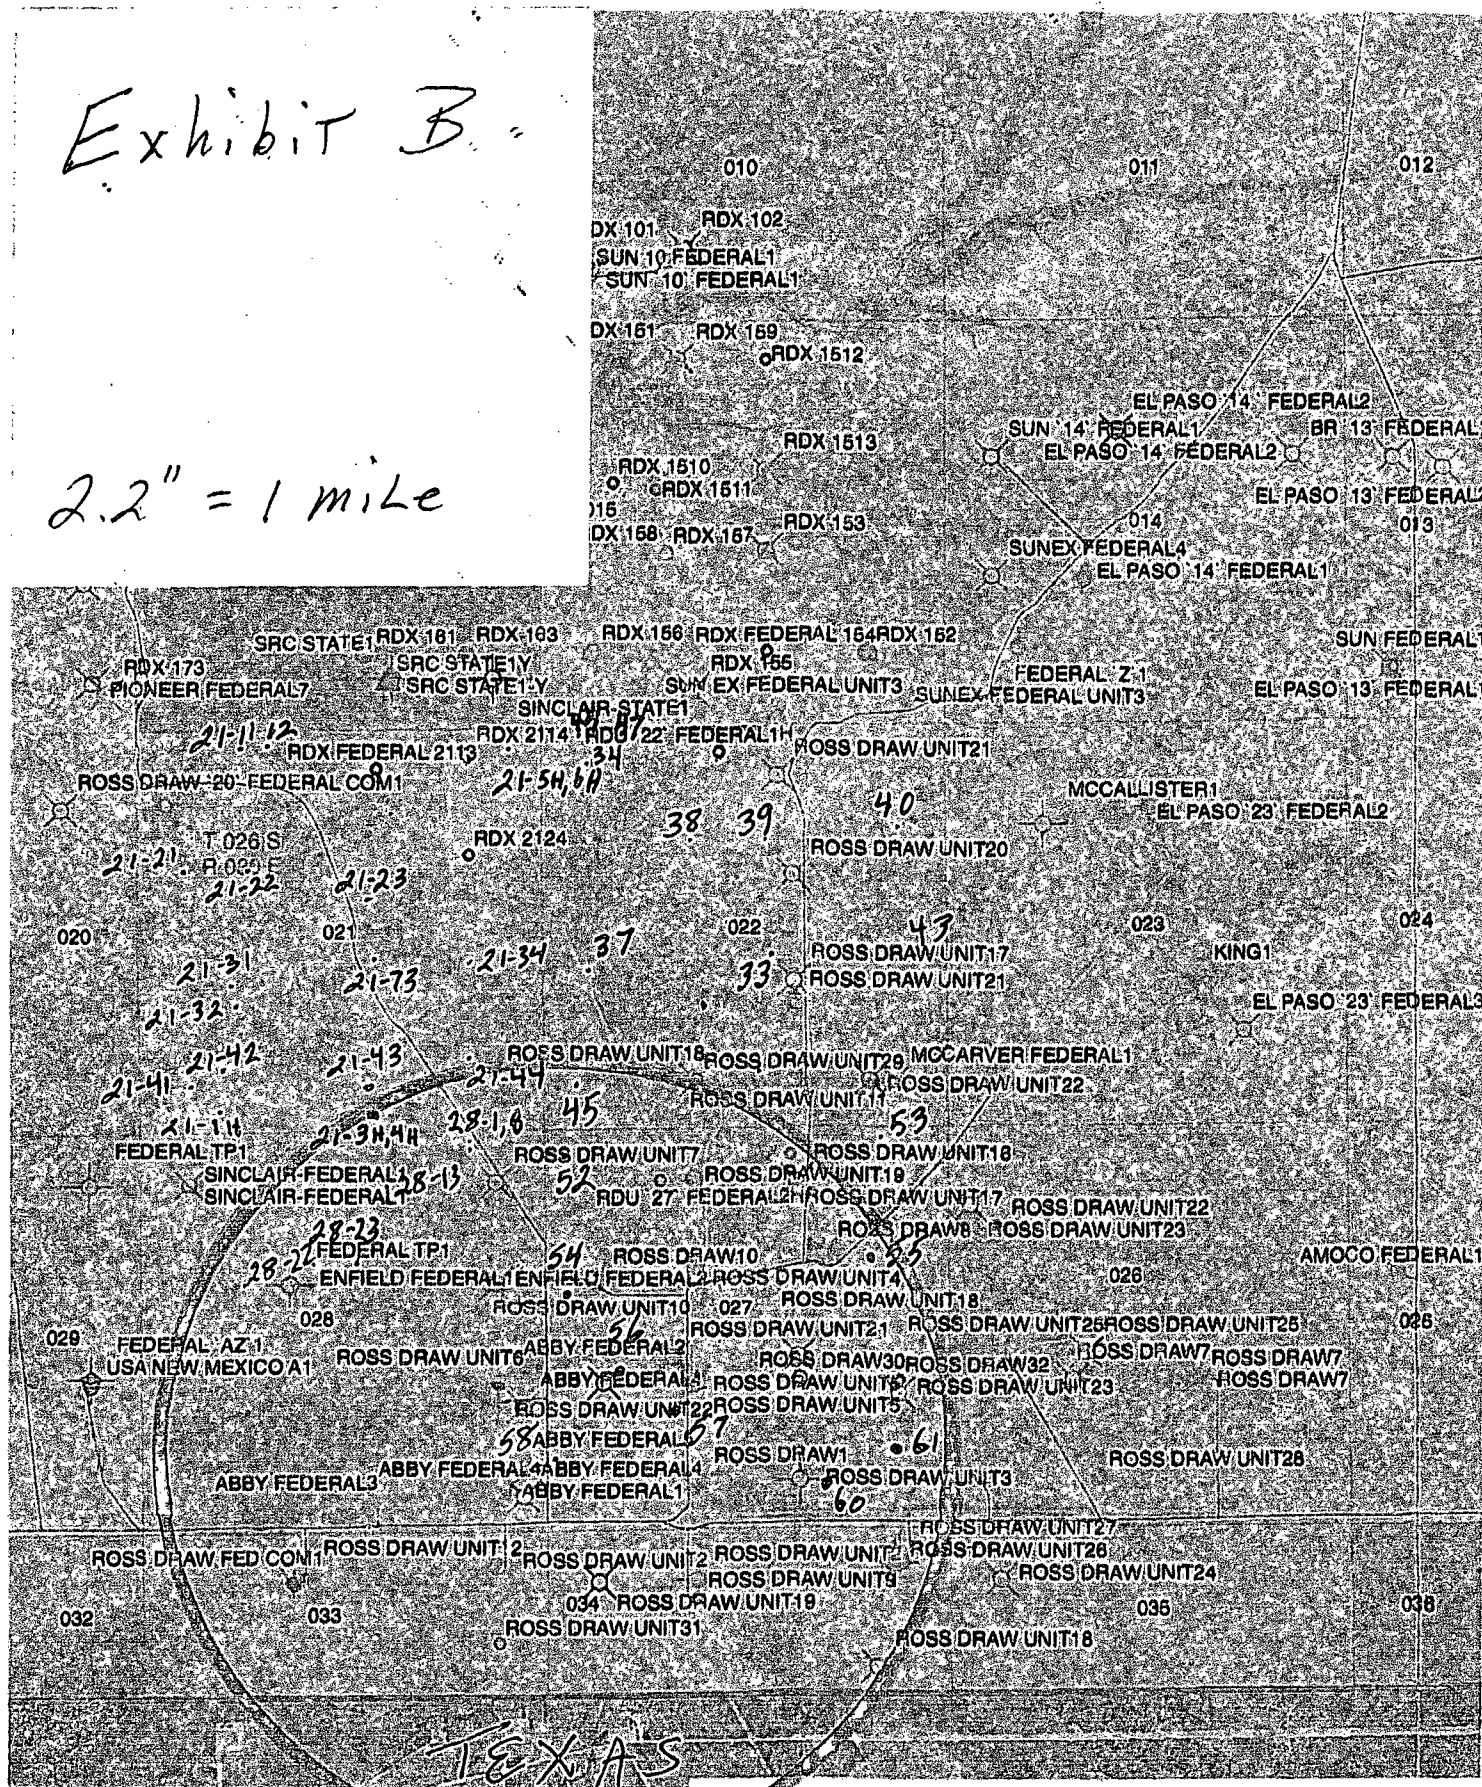 Exhibit B
010
011
012
DX 101
RDX 102
SUN 10 FEDERAL1
SUN '10' FEDERAL1
DX 151
RDX 159
RDX 1512
EL PASO '14' FEDERAL2
SUN '14' FEDERAL1
BR '13' FEDERAL
RDX 1513
EL PASO '14' FEDERAL2
RDX 1510
RDX 1511
EL PASO '13' FEDERAL
2.2" = 1 mile
015
014
013
DX 158
RDX 157
RDX 153
SUNEX FEDERAL4
EL PASO '14' FEDERAL1
SRC STATE1
RDX 161
RDX 163
RDX 156
RDX FEDERAL 154
RDX 152
SUN FEDERAL
RDX 173
SRC STATE1Y
RDX 155
FEDERAL 'Z' 1
PIONEER FEDERAL7
SRC STATE1-Y
SUN EX FEDERAL UNIT3
SUNEX FEDERAL UNIT3
EL PASO '13' FEDERAL
SINCLAIR STATE1
21-11 12
RDX FEDERAL 2113
RDX 2114
RDU '22' FEDERAL1H
ROSS DRAW UNIT21
34
ROSS DRAW '20' FEDERAL COM1
21-5H, 6H
MCCALLISTER1
38
39
40
EL PASO '23' FEDERAL2
T 026 S
RDX 2124
ROSS DRAW UNIT20
21-21
21-22
21-23
020
021
022
43
023
024
21-34
37
ROSS DRAW UNIT17
KING1
21-31
21-73
33
ROSS DRAW UNIT21
21-32
EL PASO '23' FEDERAL3
21-42
21-43
ROSS DRAW UNIT18
ROSS DRAW UNIT29
MCCARVER FEDERAL1
21-41
21-44
ROSS DRAW UNIT22
45
ROSS DRAW UNIT11
21-1H
21-3H,4H
28-1,8
53
FEDERAL TP1
ROSS DRAW UNIT7
ROSS DRAW UNIT18
SINCLAIR-FEDERAL1
28-13
52
ROSS DRAW UNIT19
SINCLAIR-FEDERAL1
RDU '27' FEDERAL2H
ROSS DRAW UNIT17
ROSS DRAW UNIT22
28-23
ROSS DRAW8
ROSS DRAW UNIT23
28-22
FEDERAL TP1
54
ROSS DRAW10
55
AMOCO FEDERAL1
ENFIELD FEDERAL1
ENFIELD FEDERAL2
ROSS DRAW UNIT4
026
ROSS DRAW UNIT10
027
ROSS DRAW UNIT18
028
029
56
ROSS DRAW UNIT21
ROSS DRAW UNIT25
ROSS DRAW UNIT25
FEDERAL 'AZ' 1
ROSS DRAW UNIT6
ABBY FEDERAL2
ROSS DRAW30
ROSS DRAW32
ROSS DRAW7
ROSS DRAW7
USA NEW MEXICO A1
ROSS DRAW UNIT23
ROSS DRAW7
ROSS DRAW UNIT22
ROSS DRAW UNIT5
58
57
ROSS DRAW1
61
ABBY FEDERAL3
ABBY FEDERAL4
ABBY FEDERAL4
ROSS DRAW UNIT3
ROSS DRAW UNIT28
ABBY FEDERAL1
60
ROSS DRAW UNIT27
ROSS DRAW FED COM1
ROSS DRAW UNIT12
ROSS DRAW UNIT2
ROSS DRAW UNIT26
ROSS DRAW UNIT9
ROSS DRAW UNIT24
032
033
034
ROSS DRAW UNIT19
035
036
ROSS DRAW UNIT31
ROSS DRAW UNIT18
TEXAS